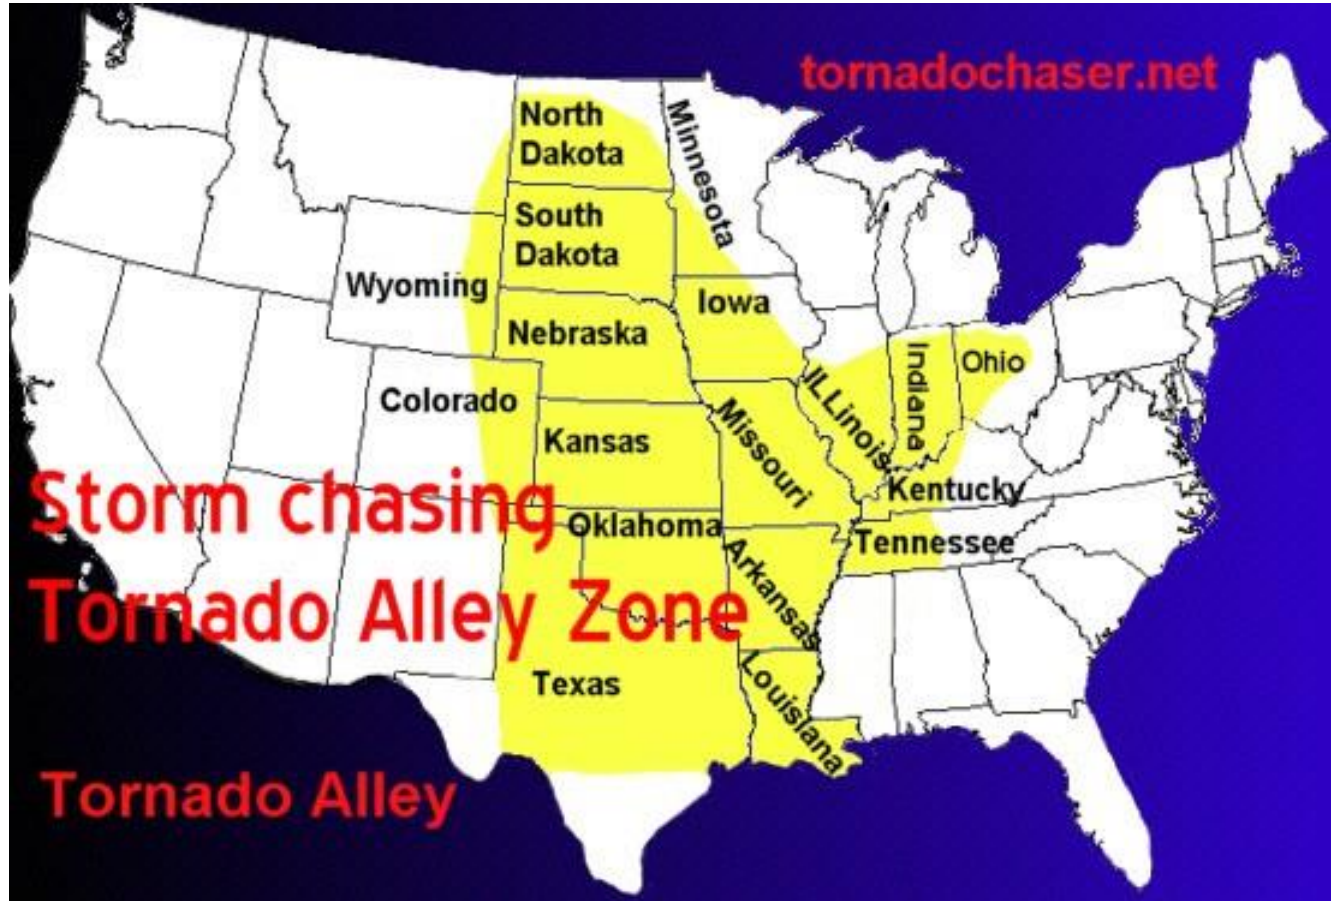 tornadochaser.net
North
Dakota
Minnesota
South
Dakota
Wyoming
Iowa
Nebraska
Ohio
Indiana
ILLinois
Colorado
Missouri
Kansas
Kentucky
Storm chasing
Oklahoma
Tennessee
Arkansas
Tornado Alley Zone
Texas
Louisiana
Tornado Alley